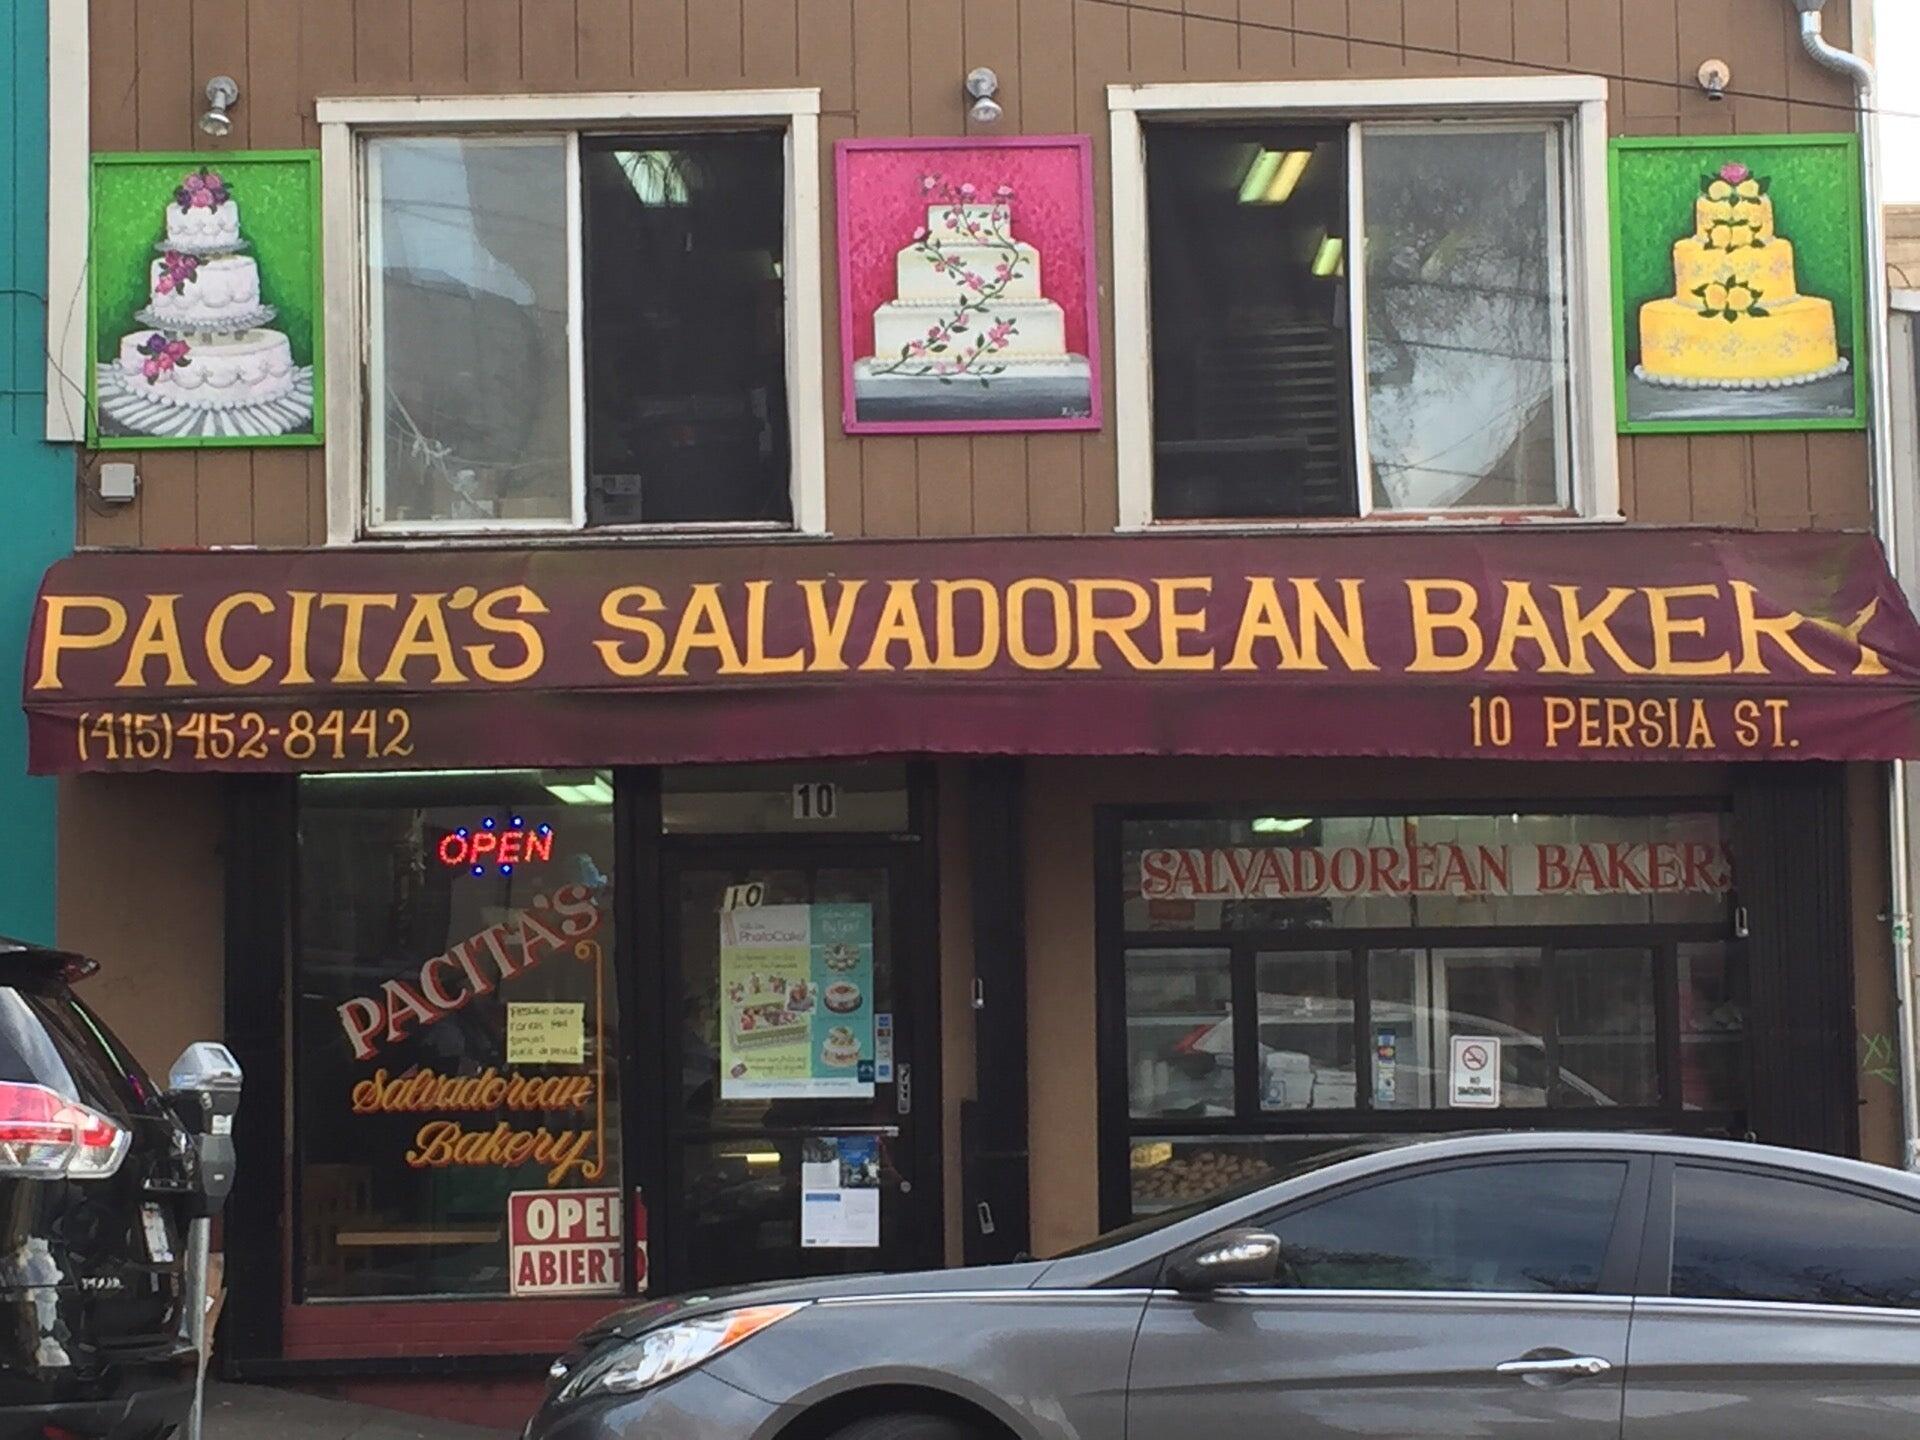 PACITA'S SALVADOREAN BAKERY
(415)452-8442
10 PERSIA ST.
10
OPEN
SALVADOREAN BAKERY
10
PhotoCake!
PACITA'S
NO
SMOKING
Salvadorean
Bakery
OPEN
ABIERTO